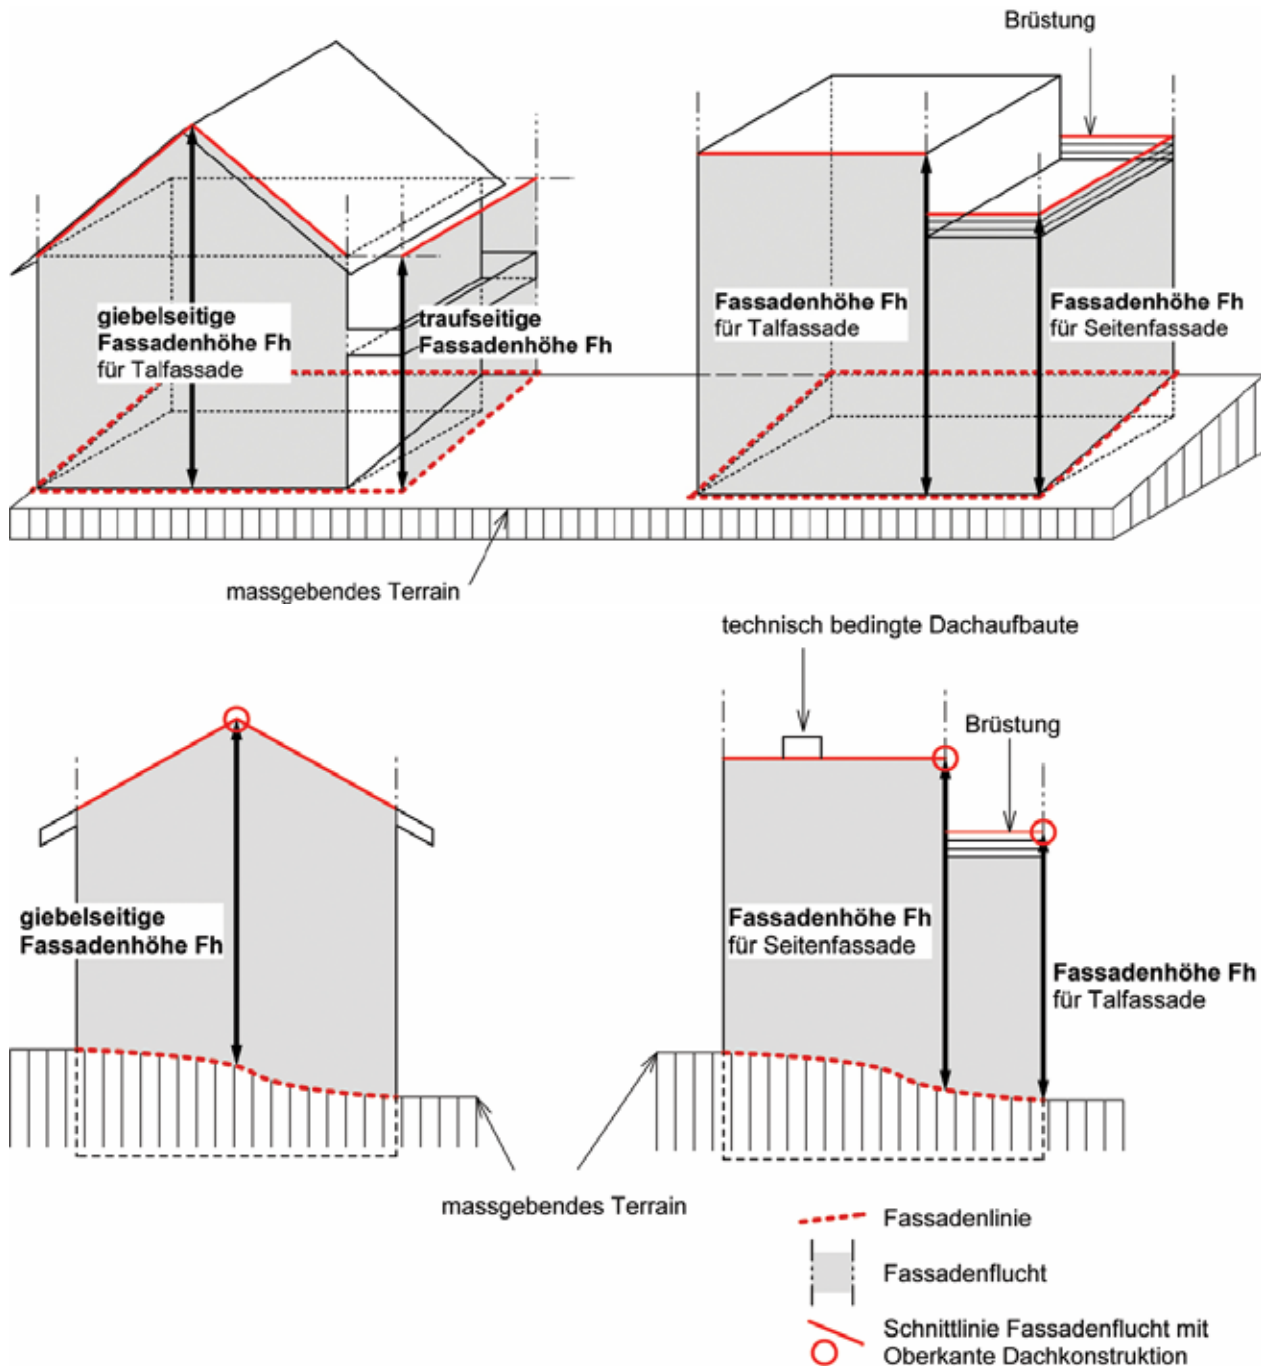 Brüstung
giebelseitige
Fassadenhöhe Fh
für Talfassade
traufseitige
Fassadenhöhe Fh
Fassadenhöhe Fh
für Talfassade
Fassadenhöhe Fh
für Seitenfassade
massgebendes Terrain
technisch bedingte Dachaufbaute
Brüstung
giebelseitige
Fassadenhöhe Fh
Fassadenhöhe Fh
für Seitenfassade
Fassadenhöhe Fh
für Talfassade
massgebendes Terrain
Fassadenlinie
Fassadenflucht
Schnittlinie Fassadenflucht mit
Oberkante Dachkonstruktion